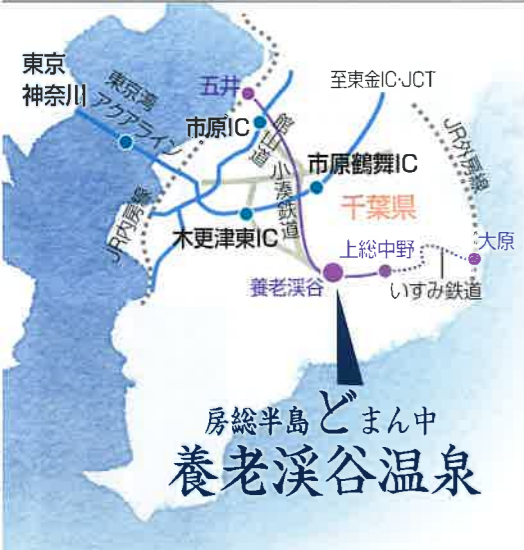 東京
神奈川
東京湾
アクアライン
五井
至東金IC・JCT
市原IC
館山道
小湊鉄道
市原鶴舞IC
JR外房線
千葉県
JR内房線
木更津東IC
上総中野
大原
養老渓谷
いすみ鉄道
房総半島どまん中
養老渓谷温泉